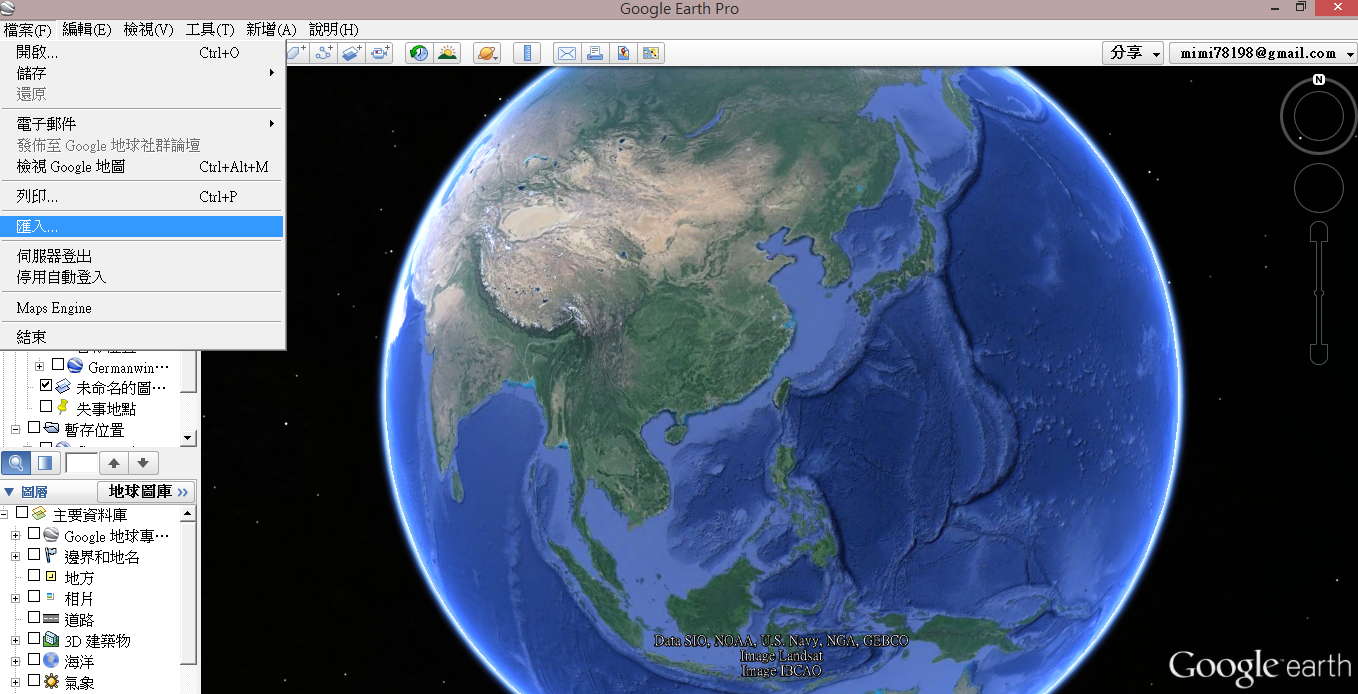 Google Earth Pro
檔案(F) 編輯(E) 檢視(V) 工具(T) 新增(A) 說明(H)
開啟... Ctrl+O
儲存
還原
電子郵件
發佈至 Google 地球社群論壇
檢視 Google 地圖 Ctrl+Alt+M
列印... Ctrl+P
匯入...
伺服器登出
停用自動登入
Maps Engine
結束
分享
mimi78198@gmail.com
N
Germanwin…
未命名的圖…
失事地點
暫存位置
圖層
地球圖庫 »
主要資料庫
Google 地球專…
邊界和地名
地方
相片
道路
3D 建築物
海洋
氣象
Data SIO, NOAA, U.S. Navy, NGA, GEBCO
Image Landsat
Image IBCAO
Google earth